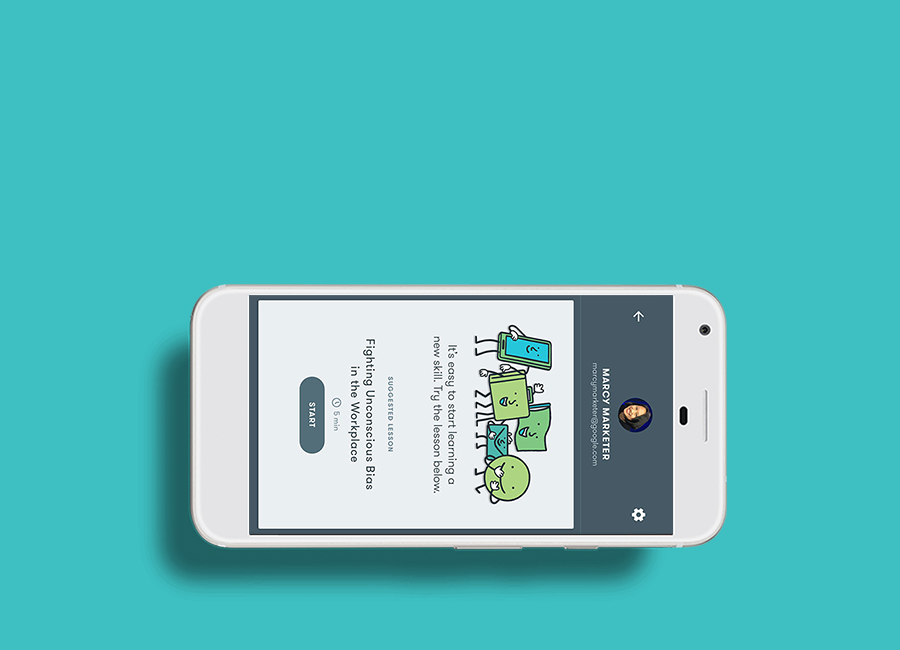 MARCY MARKETER
marcymarketer@google.com
It's easy to start learning a
new skill. Try the lesson below.
SUGGESTED LESSON
Fighting Unconscious Bias
in the Workplace
5 min
START